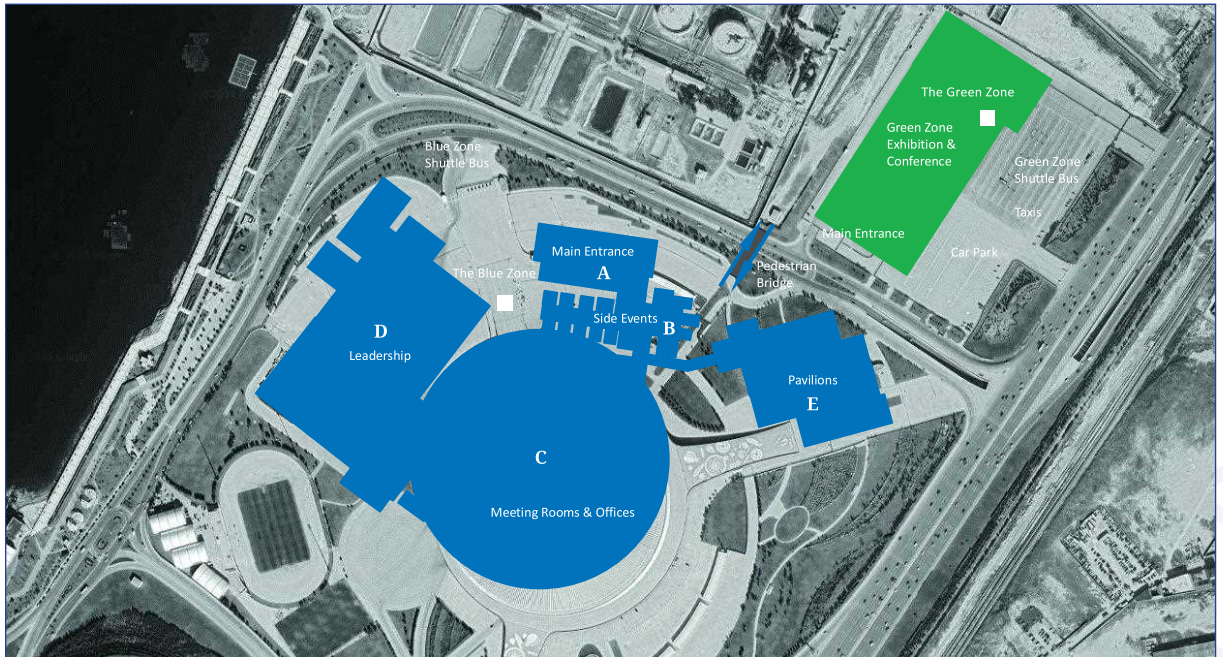 The Green Zone
Green Zone
Exhibition &
Conference
Green Zone
Shuttle Bus
Taxis
Main Entrance
Car Park
Blue Zone
Shuttle Bus
Main Entrance
A
The Blue Zone
Pedestrian
Bridge
Side Events
B
D
Leadership
Pavilions
E
C
Meeting Rooms & Offices